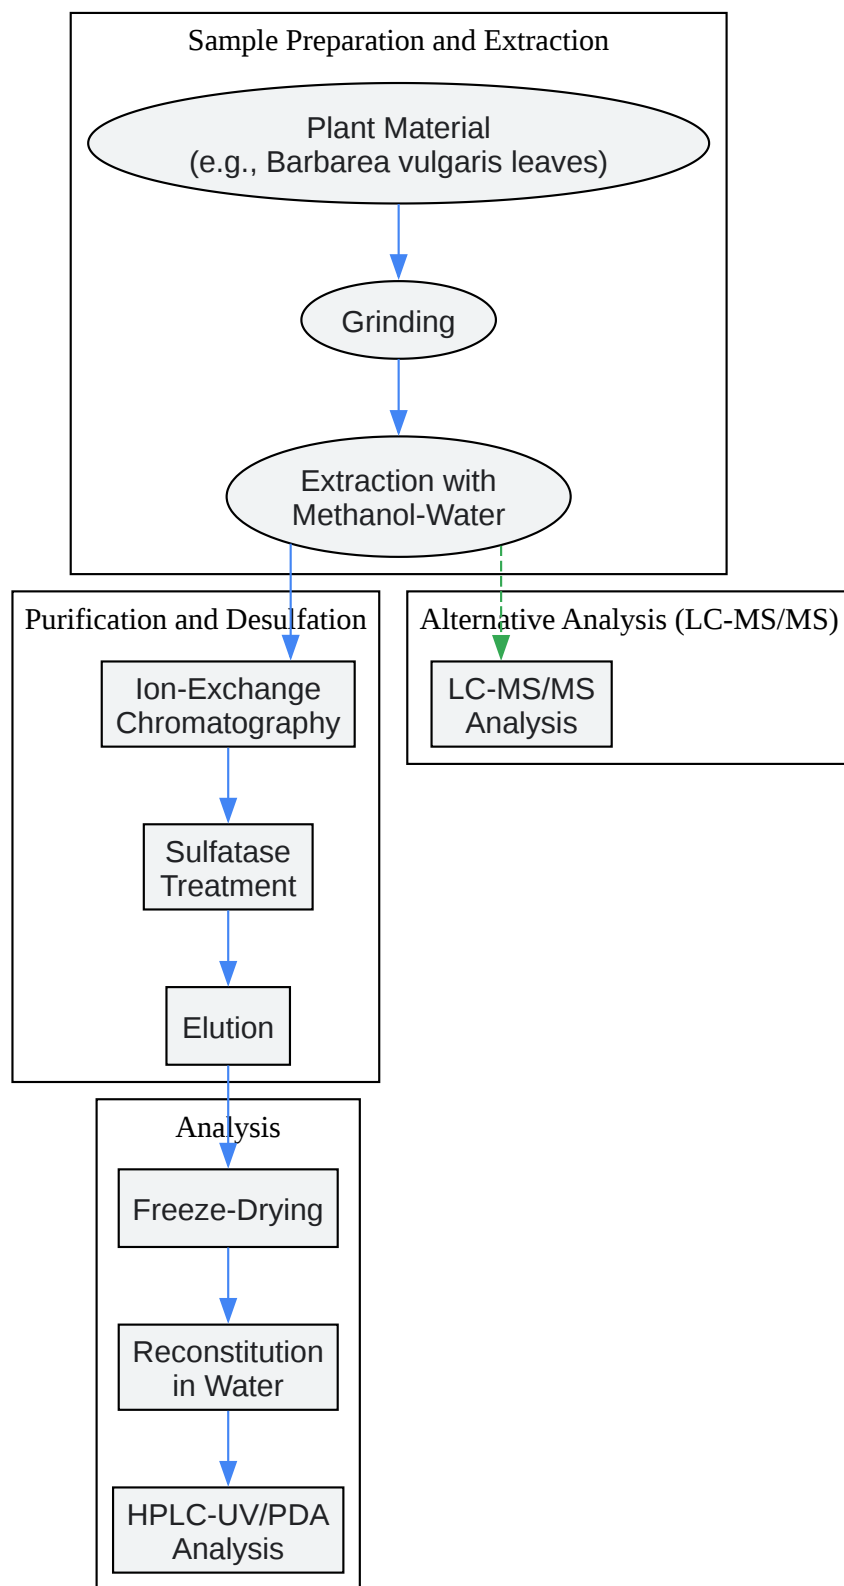 Sample Preparation and Extraction
Plant Material
(e.g., Barbarea vulgaris leaves)
Grinding
Extraction with
Methanol-Water
Purification and Desulfation
Ion-Exchange
Chromatography
Sulfatase
Treatment
Elution
Alternative Analysis (LC-MS/MS)
LC-MS/MS
Analysis
Analysis
Freeze-Drying
Reconstitution
in Water
HPLC-UV/PDA
Analysis